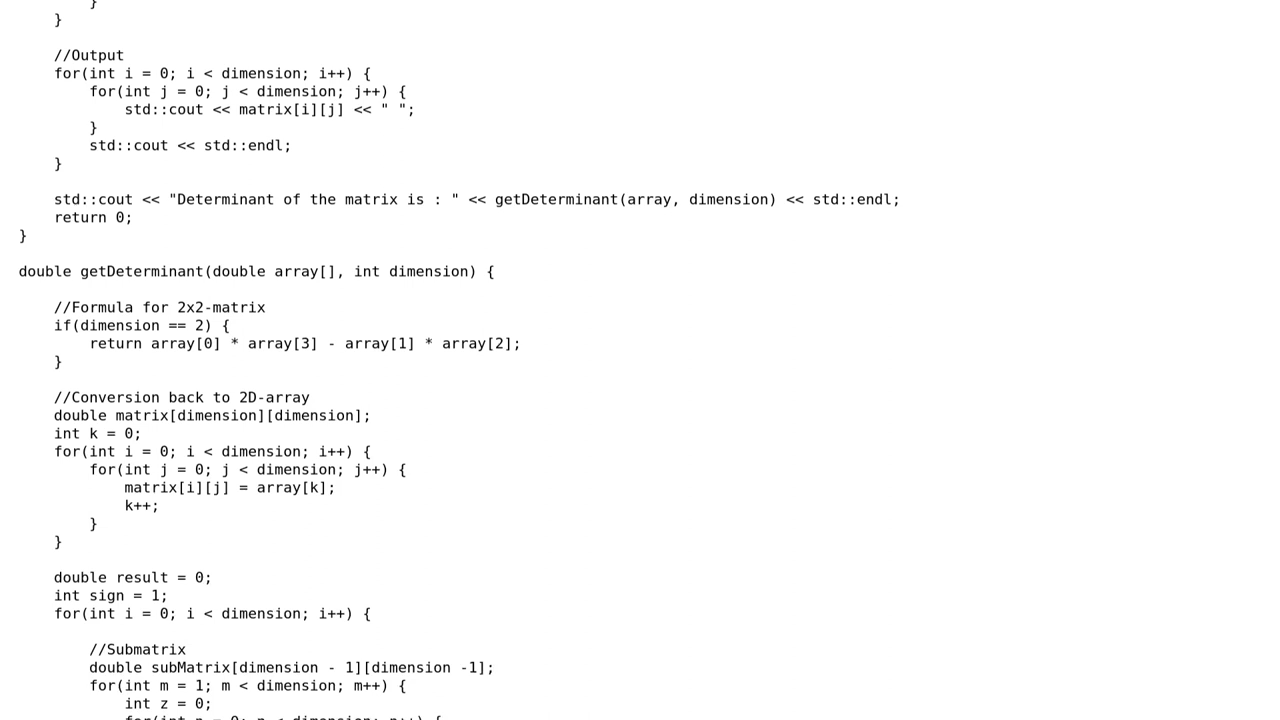 }
}
//Output
for(int i = 0; i < dimension; i++) {
for(int j = 0; j < dimension; j++) {
std::cout << matrix[i][j] << " ";
}
std::cout << std::endl;
}
std::cout << "Determinant of the matrix is : " << getDeterminant(array, dimension) << std::endl;
return 0;
}
double getDeterminant(double array[], int dimension) {
//Formula for 2x2-matrix
if(dimension == 2) {
return array[0] * array[3] - array[1] * array[2];
}
//Conversion back to 2D-array
double matrix[dimension][dimension];
int k = 0;
for(int i = 0; i < dimension; i++) {
for(int j = 0; j < dimension; j++) {
matrix[i][j] = array[k];
k++;
}
}
double result = 0;
int sign = 1;
for(int i = 0; i < dimension; i++) {
//Submatrix
double subMatrix[dimension - 1][dimension -1];
for(int m = 1; m < dimension; m++) {
int z = 0;